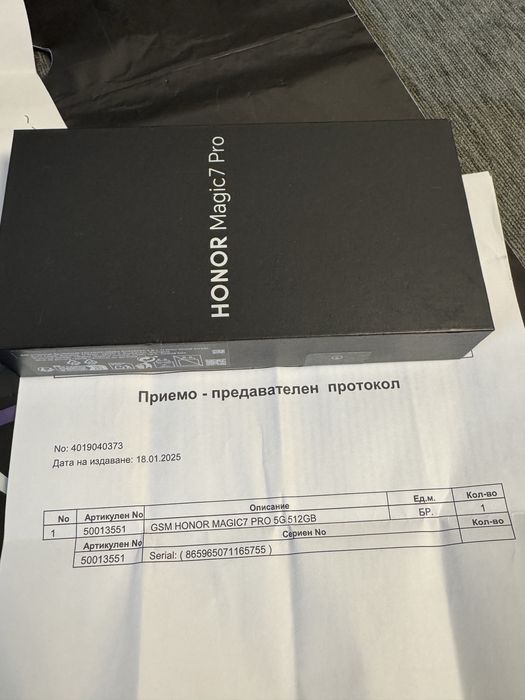 HONOR Magic7 Pro
Приемо - предавателен протокол
No: 4019040373
Дата на издаване: 18.01.2025
No Артикулен No Описание Ед.м. Кол-во
1 50013551 GSM HONOR MAGIC7 PRO 5G 512GB БР. 1
Артикулен No Сериен No Кол-во
50013551 Serial: ( 865965071165755 )